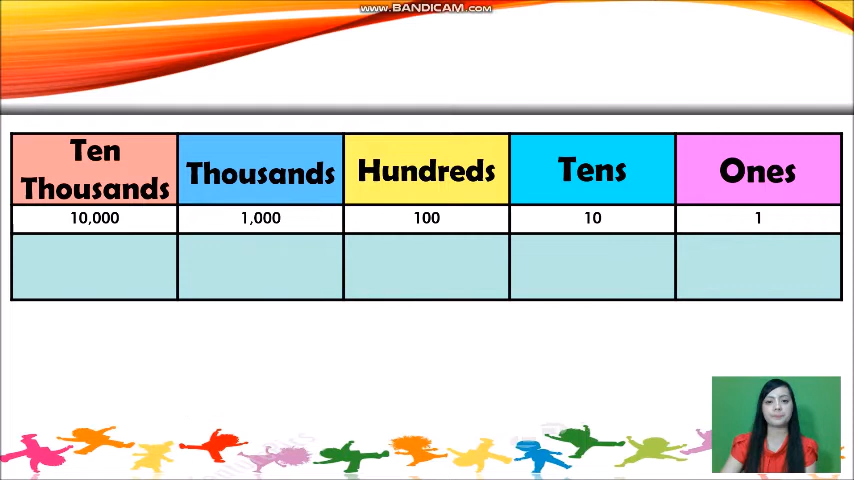 www.BANDICAM.com
Ten
Thousands
Thousands
Hundreds
Tens
Ones
10,000
1,000
100
10
1